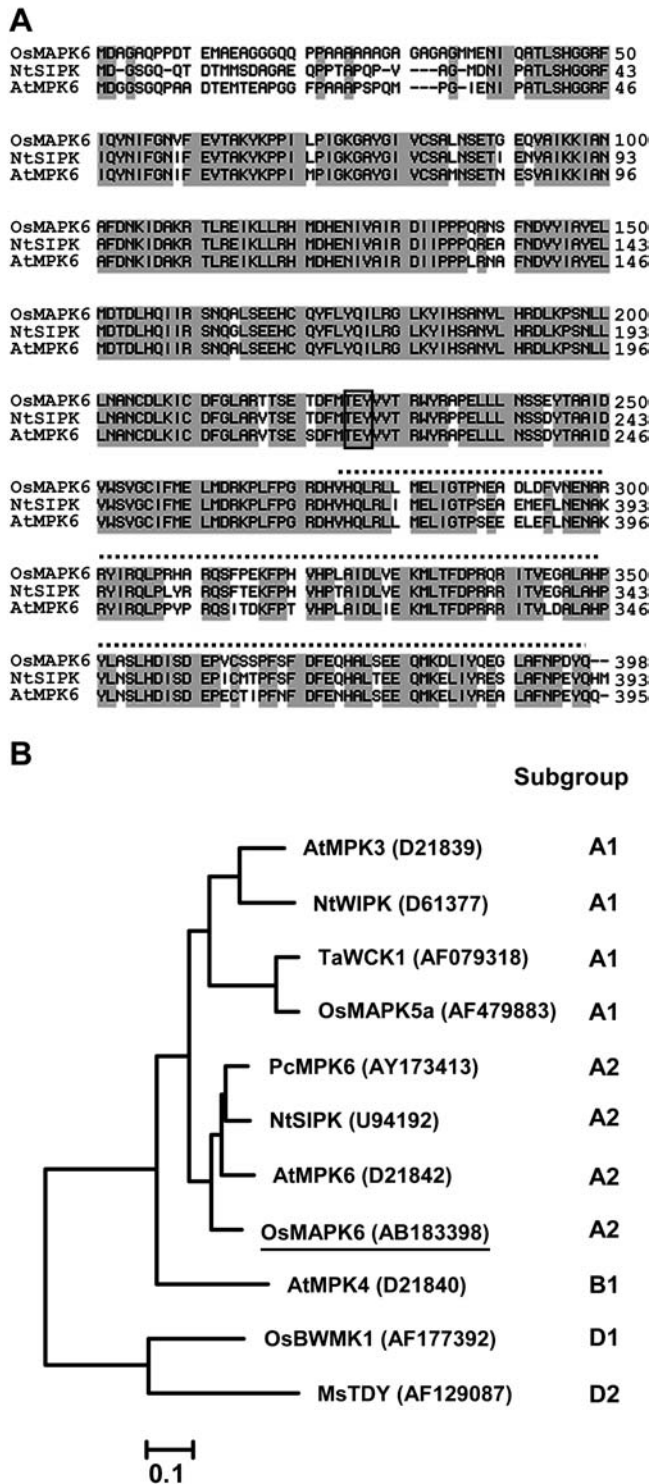 A
OsMAPK6 MDAGAQPPDT EMAEAGGGQQ PPAAAAAAGA GAGAGMMENI QATLSHGGRF 50
NtSIPK MD-GSGQ-QT DTMMSDAGAE QPPTAPQP-V ---AG-MDNI PATLSHGGRF 43
AtMPK6 MDGGSGQPAA DTEMTEAPGG FPAAAPSPQM ---PG-IENI PATLSHGGRF 46
OsMAPK6 IQYNIFGNVF EVTAKYKPPI LPIGKGAYGI VCSALNSETG EQVAIKKIAN 100
NtSIPK IQYNIFGNIF EVTAKYKPPI LPIGKGAYGI VCSALNSETI ENVAIKKIAN 93
AtMPK6 IQYNIFGNIF EVTAKYKPPI MPIGKGAYGI VCSAMNSETN ESVAIKKIAN 96
OsMAPK6 AFDNKIDAKR TLREIKLLRH MDHENIVAIR DIIPPPQRNS FNDVYIAYEL 150
NtSIPK AFDNKIDAKR TLREIKLLRH MDHENIVAIR DIIPPPQREA FNDVYIAYEL 143
AtMPK6 AFDNKIDAKR TLREIKLLRH MDHENIVAIR DIIPPPLRNA FNDVYIAYEL 146
OsMAPK6 MDTDLHQIIR SNQALSEEHC QYFLYQILRG LKYIHSANVL HRDLKPSNLL 200
NtSIPK MDTDLHQIIR SNQGLSEEHC QYFLYQILRG LKYIHSANVL HRDLKPSNLL 193
AtMPK6 MDTDLHQIIR SNQALSEEHC QYFLYQILRG LKYIHSANVL HRDLKPSNLL 196
OsMAPK6 LNANCDLKIC DFGLARTTSE TDFMTEYVVT RWYRAPELLL NSSEYTAAID 250
NtSIPK LNANCDLKIC DFGLARVTSE TDFMTEYVVT RWYRPPELLL NSSDYTAAID 243
AtMPK6 LNANCDLKIC DFGLARVTSE SDFMTEYVVT RWYRAPELLL NSSDYTAAID 246
OsMAPK6 VWSVGCIFME LMDRKPLFPG RDHVHQLRLL MELIGTPNEA DLDFVNENAR 300
NtSIPK VWSVGCIFME LMDRKPLFPG RDHVHQLRLI MELIGTPSEA EMEFLNENAK 393
AtMPK6 VWSVGCIFME LMDRKPLFPG RDHVHQLRLL MELIGTPSEE ELEFLNENAK 396
OsMAPK6 RYIRQLPRHA RQSFPEKFPH VHPLAIDLVE KMLTFDPRQR ITVEGALAHP 350
NtSIPK RYIRQLPLYR RQSFTEKFPH VHPTAIDLVE KMLTFDPRRR ITVEGALAHP 343
AtMPK6 RYIRQLPPYP RQSITDKFPT VHPLAIDLIE KMLTFDPRRR ITVLDALAHP 346
OsMAPK6 YLASLHDISD EPVCSSPFSF DFEQHALSEE QMKDLIYQEG LAFNPDYQ-- 398
NtSIPK YLNSLHDISD EPICMTPFSF DFEQHALTEE QMKELIYRES LAFNPEYQHM 393
AtMPK6 YLNSLHDISD EPECTIPFNF DFENHALSEE QMKELIYREA LAFNPEYQQ- 395
B
Subgroup
AtMPK3 (D21839) A1
NtWIPK (D61377) A1
TaWCK1 (AF079318) A1
OsMAPK5a (AF479883) A1
PcMPK6 (AY173413) A2
NtSIPK (U94192) A2
AtMPK6 (D21842) A2
OsMAPK6 (AB183398) A2
AtMPK4 (D21840) B1
OsBWMK1 (AF177392) D1
MsTDY (AF129087) D2
0.1